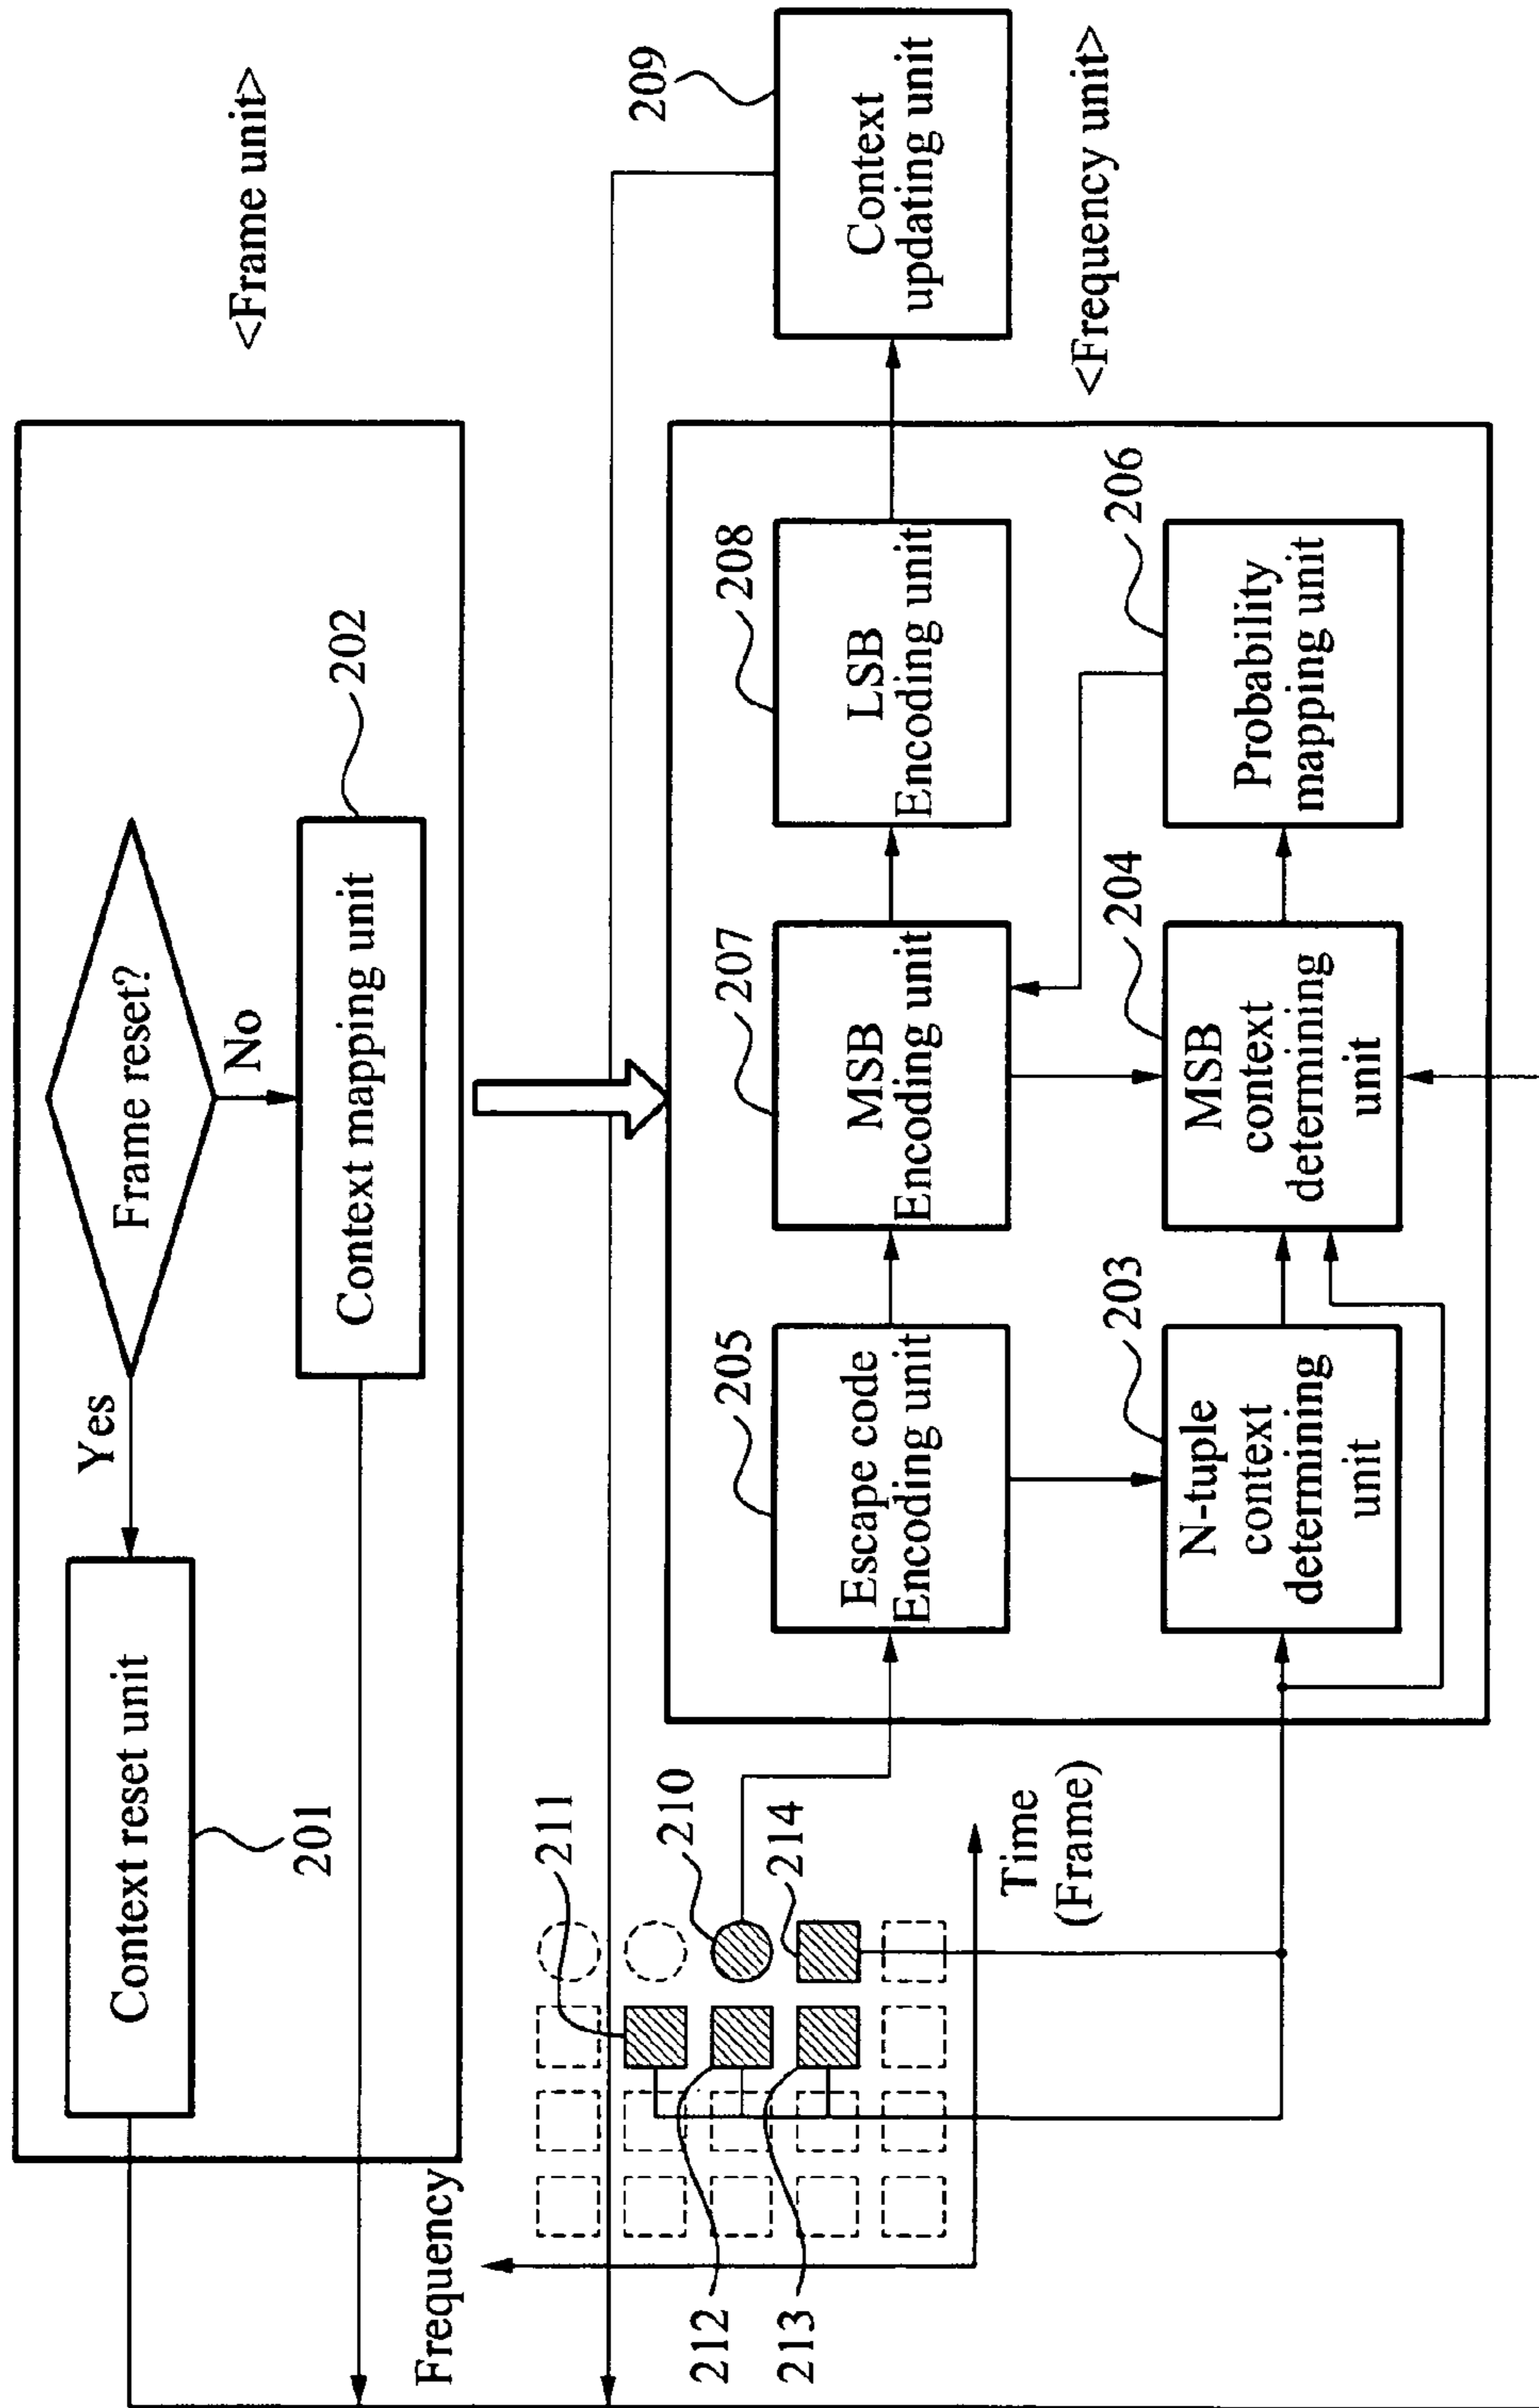 <Frame unit>
Frame reset?
Yes
No
Context reset unit
201
Context mapping unit
202
Frequency
211
210
214
212
213
Time
(Frame)
205
Escape code
Encoding unit
207
MSB
Encoding unit
208
LSB
Encoding unit
209
Context
updating unit
203
N-tuple
context
determining
unit
204
MSB
context
determining
unit
206
Probability
mapping unit
<Frequency unit>